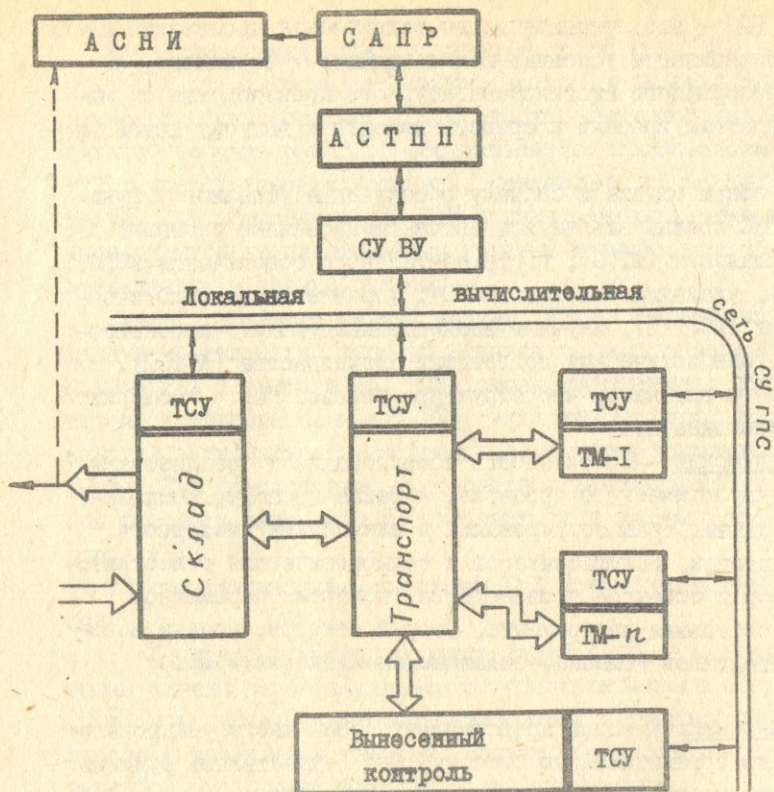 АСНИ
САПР
АСТПП
СУ ВУ
Локальная вычислительная сеть СУ ГПС
ТСУ
Склад
ТСУ
Транспорть
ТСУ
ТМ-I
ТСУ
ТМ-n
Вынесенный
контроль
ТСУ